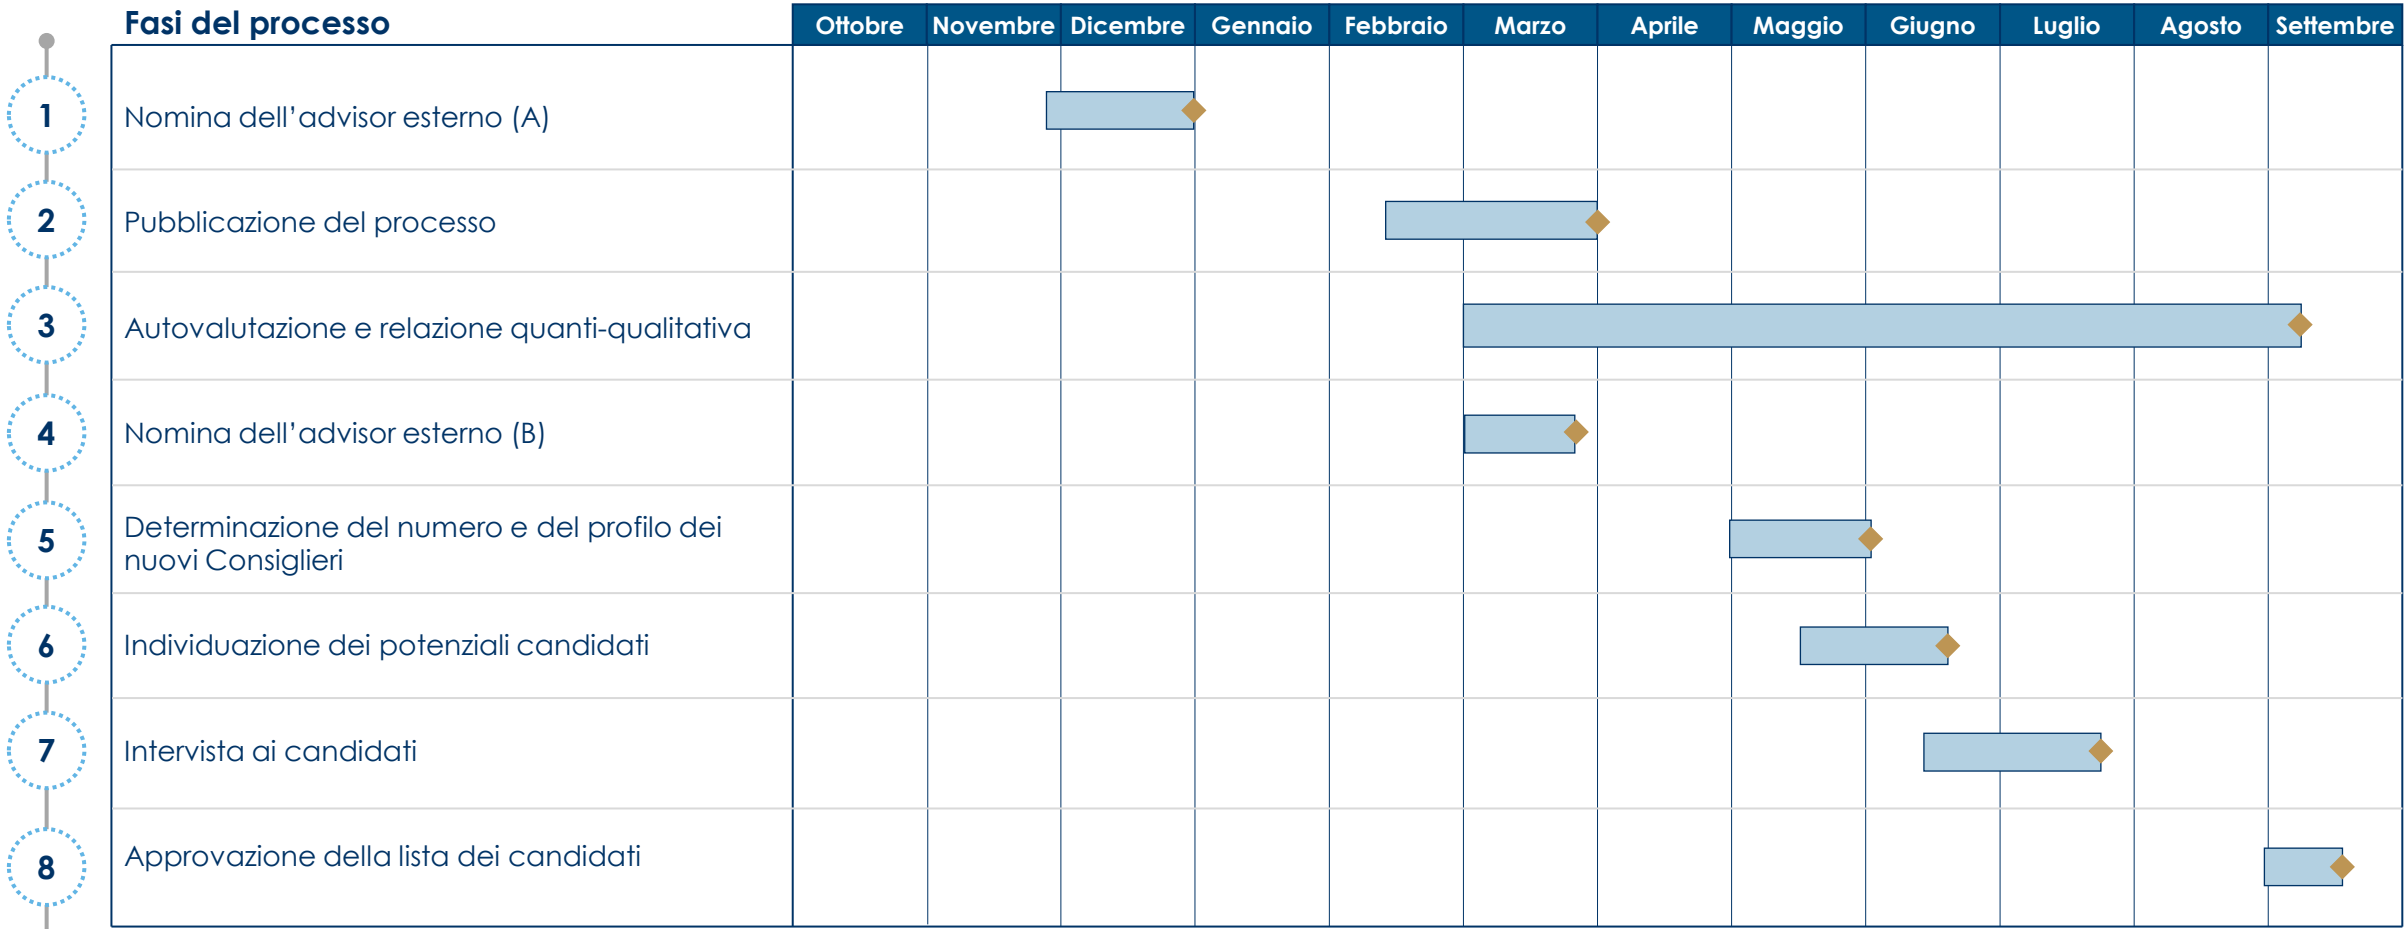 Fasi del processo
Ottobre Novembre Dicembre Gennaio Febbraio Marzo Aprile Maggio Giugno Luglio Agosto Settembre
1 Nomina dell’advisor esterno (A)
2 Pubblicazione del processo
3 Autovalutazione e relazione quanti-qualitativa
4 Nomina dell’advisor esterno (B)
5 Determinazione del numero e del profilo dei
nuovi Consiglieri
6 Individuazione dei potenziali candidati
7 Intervista ai candidati
8 Approvazione della lista dei candidati